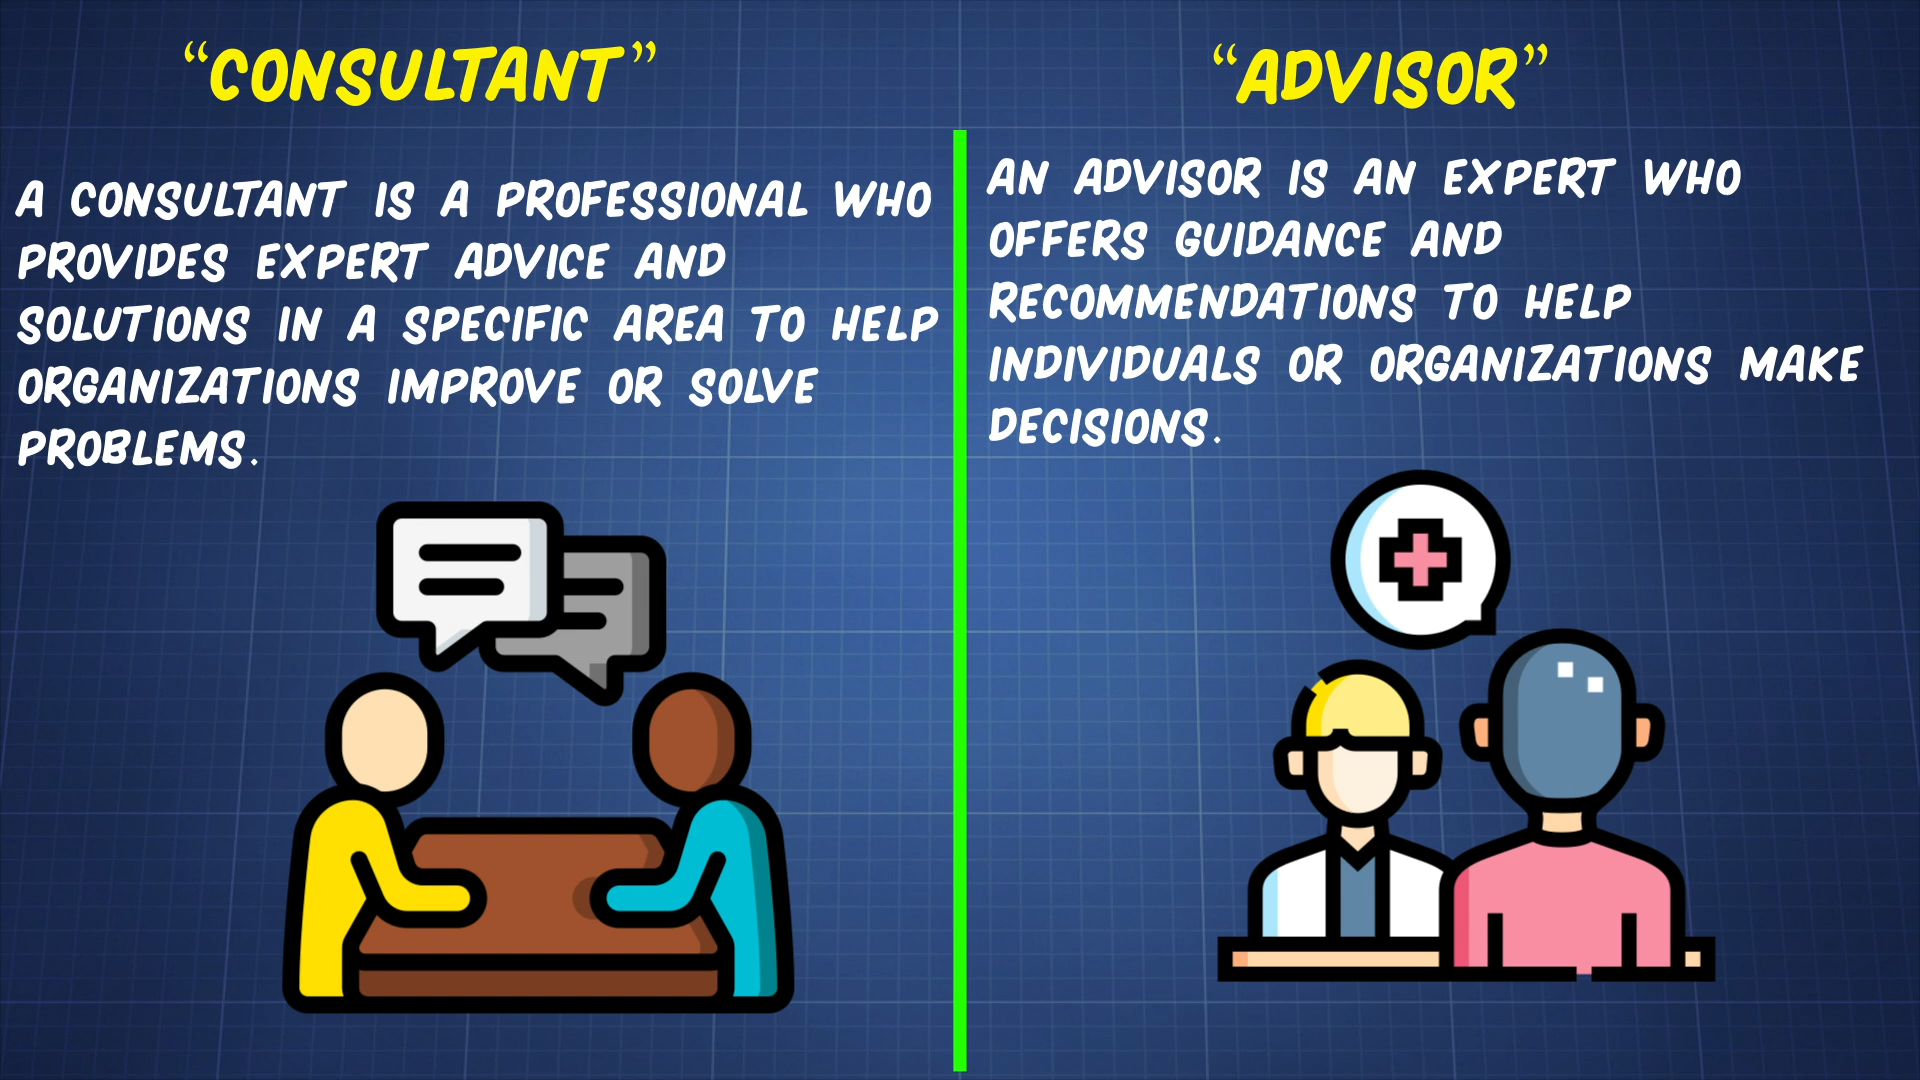 “CONSULTANT”
A CONSULTANT IS A PROFESSIONAL WHO
PROVIDES EXPERT ADVICE AND
SOLUTIONS IN A SPECIFIC AREA TO HELP
ORGANIZATIONS IMPROVE OR SOLVE
PROBLEMS.
“ADVISOR”
AN ADVISOR IS AN EXPERT WHO
OFFERS GUIDANCE AND
RECOMMENDATIONS TO HELP
INDIVIDUALS OR ORGANIZATIONS MAKE
DECISIONS.